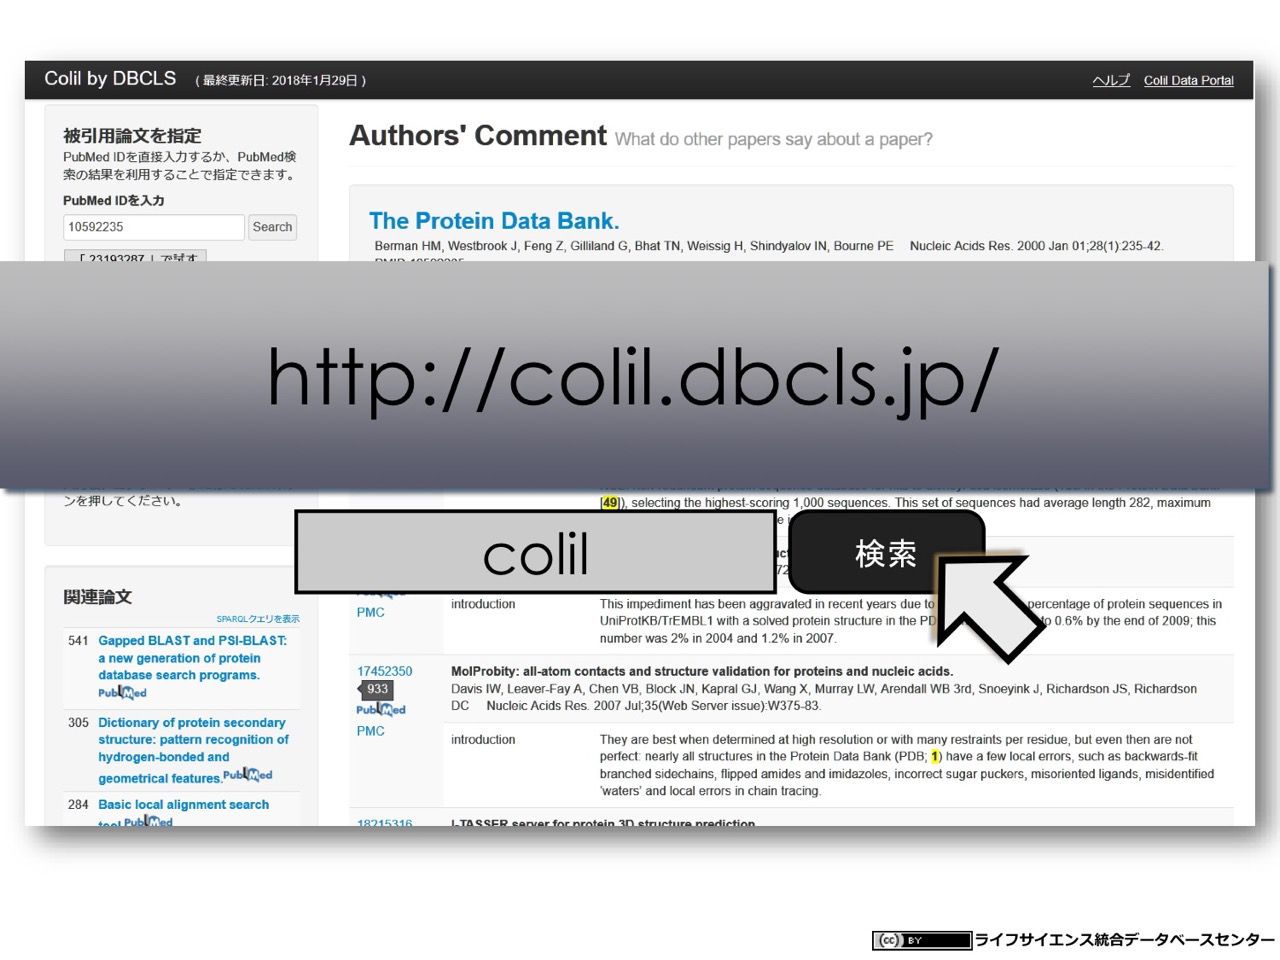 Colil by DBCLS ( 最終更新日: 2018年1月29日 )
ヘルプ Colil Data Portal
被引用論文を指定
PubMed IDを直接入力するか、PubMed検
索の結果を利用することで指定できます。
PubMed IDを入力
10592235 Search
「 23193287 」で試す
Authors' Comment What do other papers say about a paper?
The Protein Data Bank.
Berman HM, Westbrook J, Feng Z, Gilliland G, Bhat TN, Weissig H, Shindyalov IN, Bourne PE Nucleic Acids Res. 2000 Jan 01;28(1):235-42.
PMID 10592235
http://colil.dbcls.jp/
ンを押してください。
[49]), selecting the highest-scoring 1,000 sequences. This set of sequences had average length 282, maximum
colil
検索
関連論文
SPARQLクエリを表示
541 Gapped BLAST and PSI-BLAST:
a new generation of protein
database search programs.
PubMed
305 Dictionary of protein secondary
structure: pattern recognition of
hydrogen-bonded and
geometrical features. PubMed
284 Basic local alignment search
tool PubMed
PMC
introduction
This impediment has been aggravated in recent years due to percentage of protein sequences in
UniProtKB/TrEMBL1 with a solved protein structure in the PD to 0.6% by the end of 2009; this
number was 2% in 2004 and 1.2% in 2007.
17452350
933
PubMed
PMC
MolProbity: all-atom contacts and structure validation for proteins and nucleic acids.
Davis IW, Leaver-Fay A, Chen VB, Block JN, Kapral GJ, Wang X, Murray LW, Arendall WB 3rd, Snoeyink J, Richardson JS, Richardson
DC Nucleic Acids Res. 2007 Jul;35(Web Server issue):W375-83.
introduction
They are best when determined at high resolution or with many restraints per residue, but even then are not
perfect: nearly all structures in the Protein Data Bank (PDB; 1) have a few local errors, such as backwards-fit
branched sidechains, flipped amides and imidazoles, incorrect sugar puckers, misoriented ligands, misidentified
'waters' and local errors in chain tracing.
18215316
I-TASSER server for protein 3D structure prediction
(cc) BY ライフサイエンス統合データベースセンター